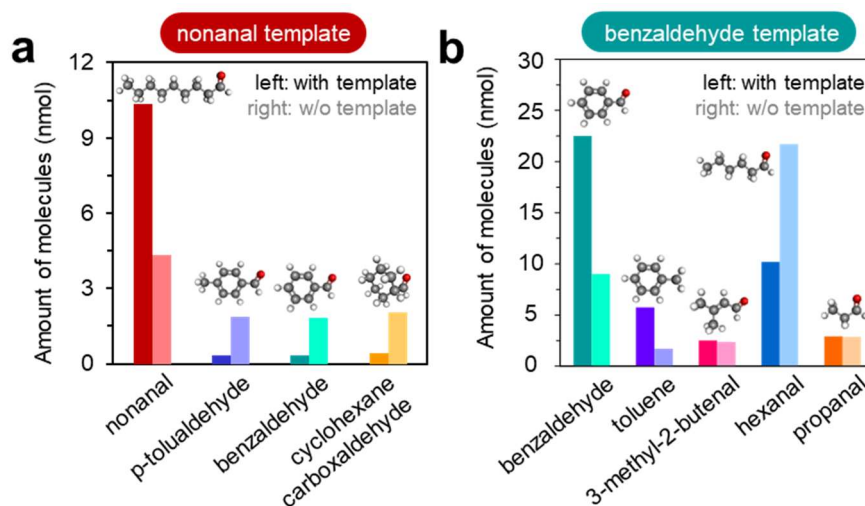 a
nonanal template
Amount of molecules (nmol)
12
9
6
3
0
left: with template
right: w/o template
nonanal
p-tolualdehyde
benzaldehyde
cyclohexane
carboxaldehyde
b
benzaldehyde template
Amount of molecules (nmol)
30
25
20
15
10
5
0
left: with template
right: w/o template
benzaldehyde
toluene
3-methyl-2-butenal
hexanal
propanal